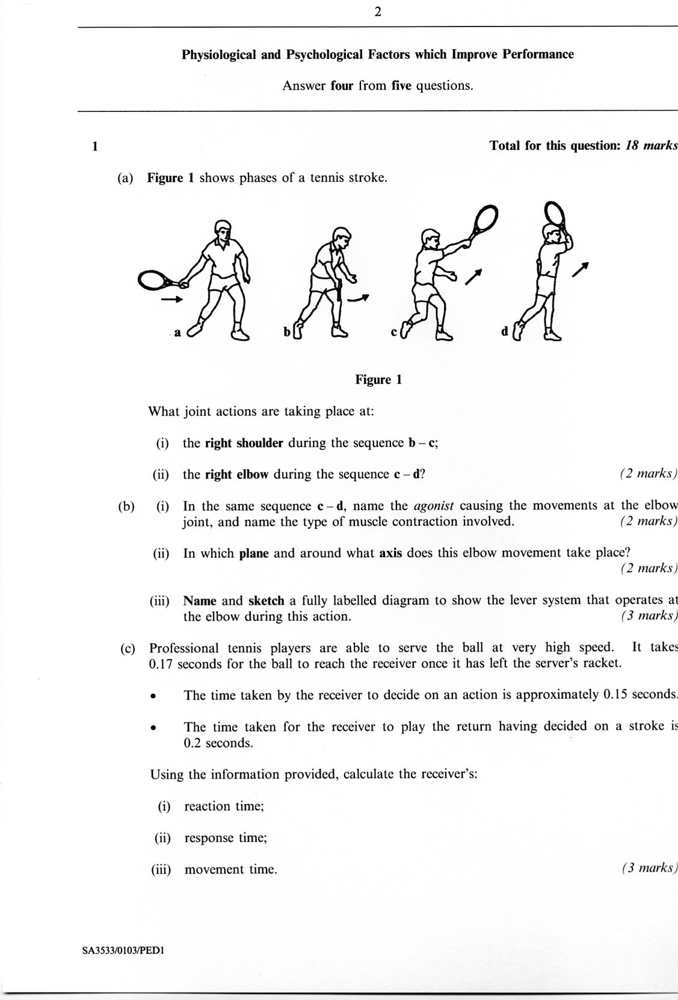 2
Physiological and Psychological Factors which Improve Performance
Answer four from five questions.
1 Total for this question: 18 marks
(a) Figure 1 shows phases of a tennis stroke.
a b c d
Figure 1
What joint actions are taking place at:
(i) the right shoulder during the sequence b – c;
(ii) the right elbow during the sequence c – d? (2 marks)
(b) (i) In the same sequence c – d, name the agonist causing the movements at the elbow
joint, and name the type of muscle contraction involved. (2 marks)
(ii) In which plane and around what axis does this elbow movement take place?
(2 marks)
(iii) Name and sketch a fully labelled diagram to show the lever system that operates at
the elbow during this action. (3 marks)
(c) Professional tennis players are able to serve the ball at very high speed. It takes
0.17 seconds for the ball to reach the receiver once it has left the server's racket.
• The time taken by the receiver to decide on an action is approximately 0.15 seconds.
• The time taken for the receiver to play the return having decided on a stroke is
0.2 seconds.
Using the information provided, calculate the receiver's:
(i) reaction time;
(ii) response time;
(iii) movement time. (3 marks)
SA3533/0103/PED1